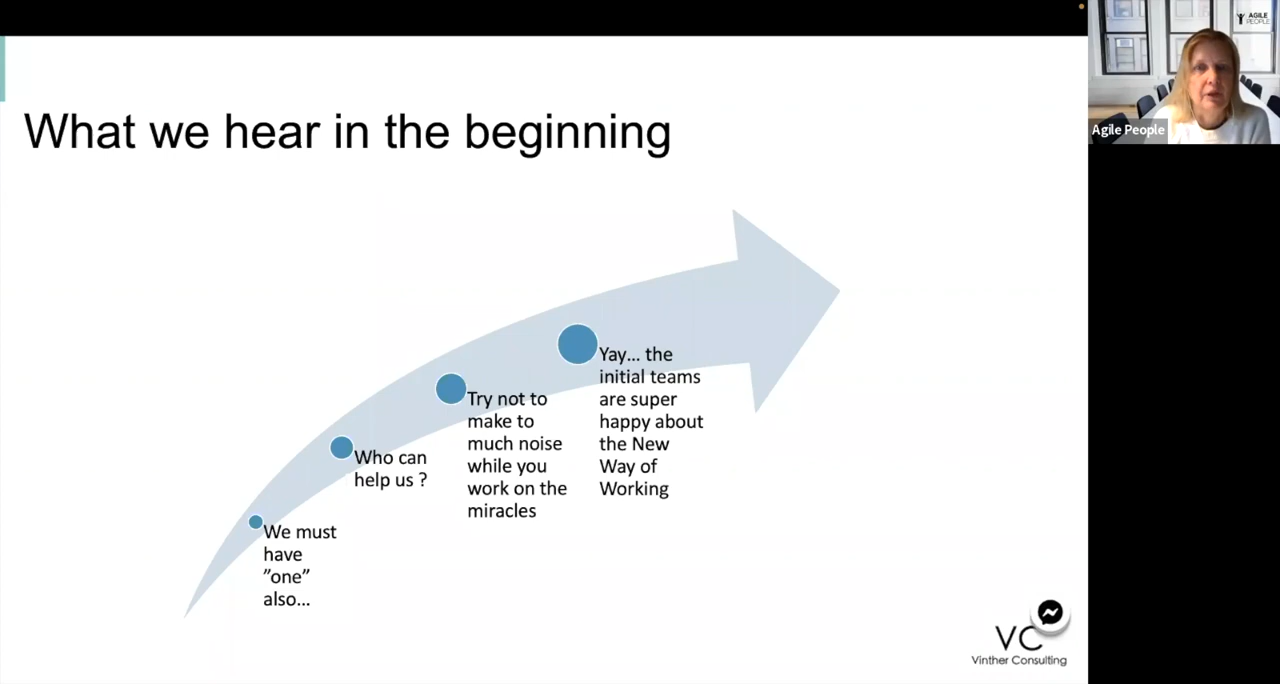 What we hear in the beginning
We must
have
”one”
also...
Who can
help us ?
Try not to
make to
much noise
while you
work on the
miracles
Yay... the
initial teams
are super
happy about
the New
Way of
Working
VC
Vinther Consulting
AGILE
PEOPLE
Agile People